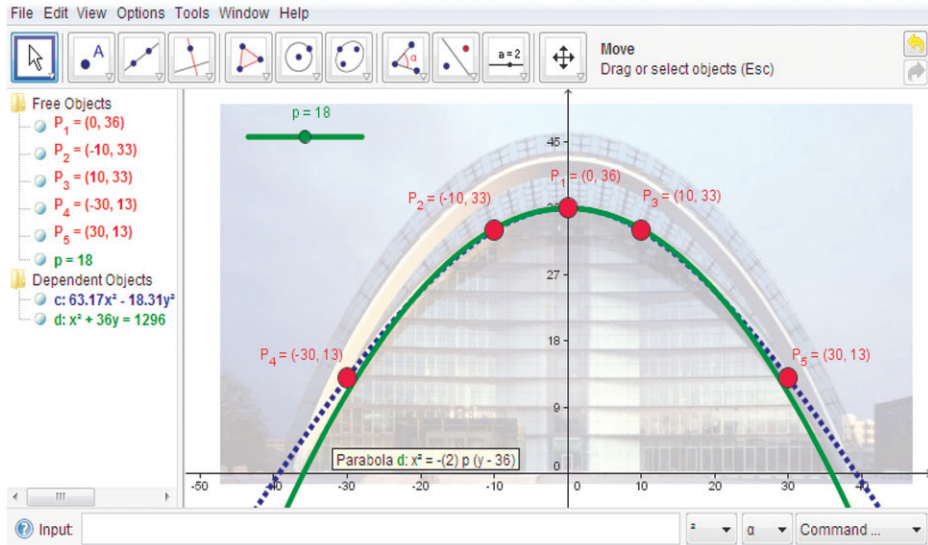 File Edit View Options Tools Window Help
A
α
a = 2
Move
Drag or select objects (Esc)
Free Objects
P₁ = (0, 36)
P₂ = (-10, 33)
P₃ = (10, 33)
P₄ = (-30, 13)
P₅ = (30, 13)
p = 18
Dependent Objects
c: 63.17x² - 18.31y²
d: x² + 36y = 1296
p = 18
45
P₁ = (0, 36)
P₂ = (-10, 33)
P₃ = (10, 33)
27
18
P₄ = (-30, 13)
P₅ = (30, 13)
9
Parabola d: x² = -(2) p (y - 36)
0
-50 -40 -30 -20 -10 0 10 20 30 40
Input:
² α Command ...